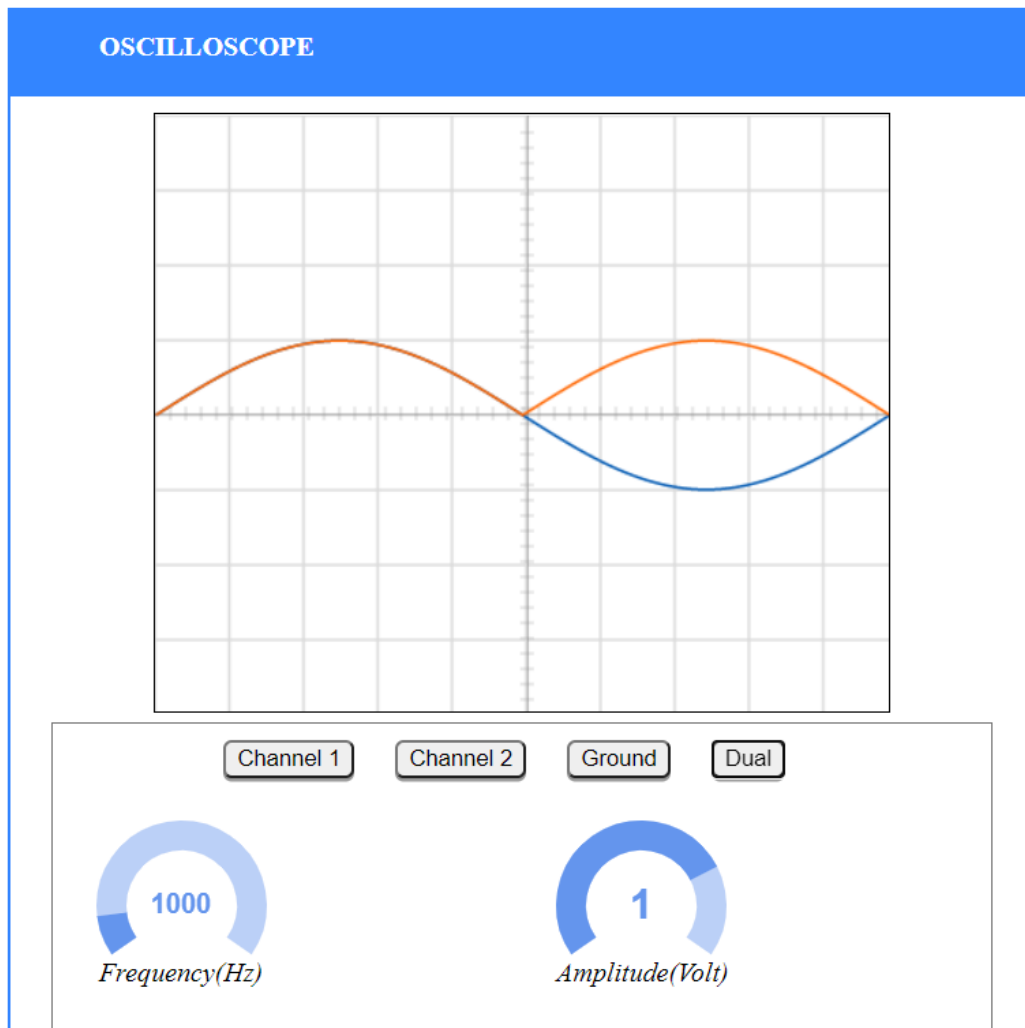 OSCILLOSCOPE
Channel 1 Channel 2 Ground Dual
1000 1
Frequency(Hz) Amplitude(Volt)